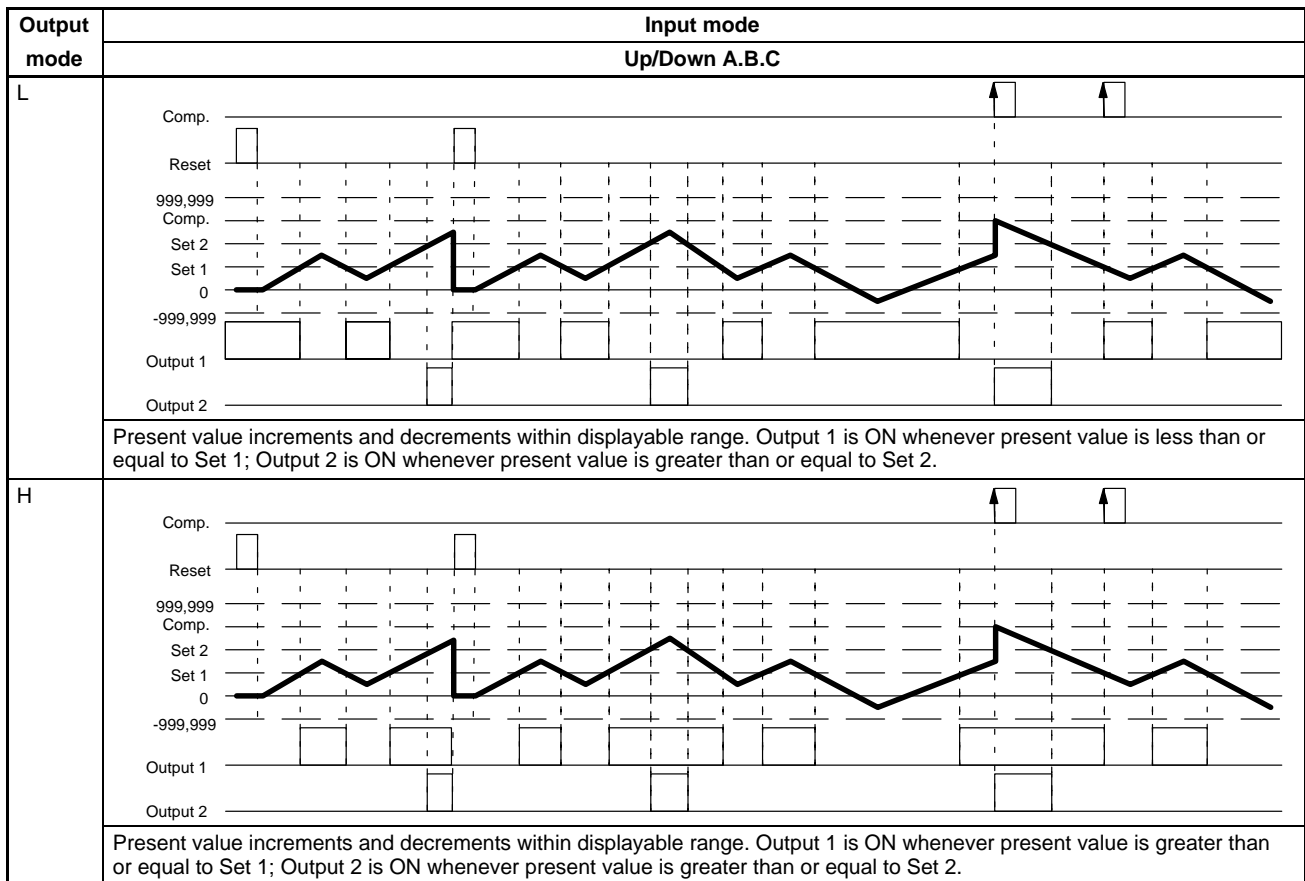 Output
mode
Input mode
Up/Down A.B.C
L
Comp.
Reset
999,999
Comp.
Set 2
Set 1
0
-999,999
Output 1
Output 2
Present value increments and decrements within displayable range. Output 1 is ON whenever present value is less than or
equal to Set 1; Output 2 is ON whenever present value is greater than or equal to Set 2.
H
Comp.
Reset
999,999
Comp.
Set 2
Set 1
0
-999,999
Output 1
Output 2
Present value increments and decrements within displayable range. Output 1 is ON whenever present value is greater than
or equal to Set 1; Output 2 is ON whenever present value is greater than or equal to Set 2.